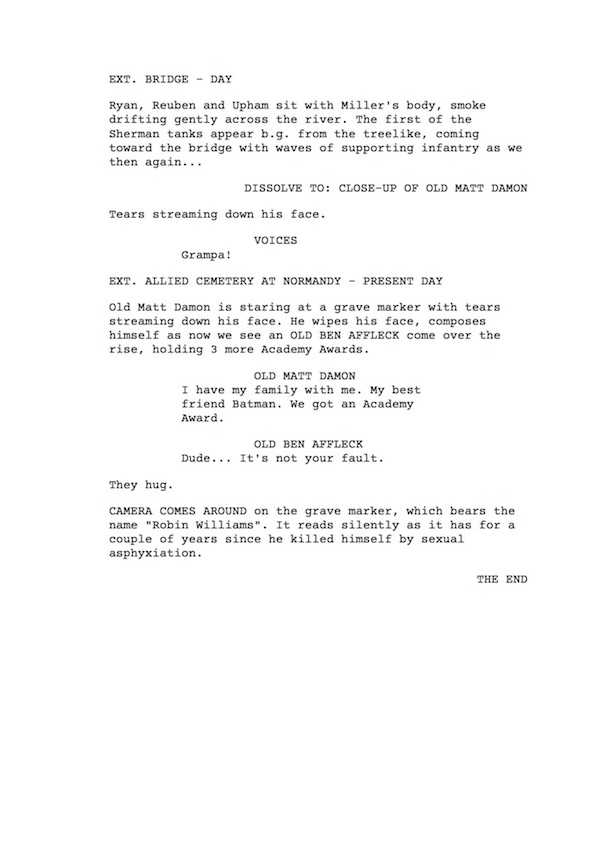 EXT. BRIDGE – DAY
Ryan, Reuben and Upham sit with Miller's body, smoke
drifting gently across the river. The first of the
Sherman tanks appear b.g. from the treelike, coming
toward the bridge with waves of supporting infantry as we
then again...
DISSOLVE TO: CLOSE-UP OF OLD MATT DAMON
Tears streaming down his face.
VOICES
Grampa!
EXT. ALLIED CEMETERY AT NORMANDY – PRESENT DAY
Old Matt Damon is staring at a grave marker with tears
streaming down his face. He wipes his face, composes
himself as now we see an OLD BEN AFFLECK come over the
rise, holding 3 more Academy Awards.
OLD MATT DAMON
I have my family with me. My best
friend Batman. We got an Academy
Award.
OLD BEN AFFLECK
Dude... It's not your fault.
They hug.
CAMERA COMES AROUND on the grave marker, which bears the
name "Robin Williams". It reads silently as it has for a
couple of years since he killed himself by sexual
asphyxiation.
THE END